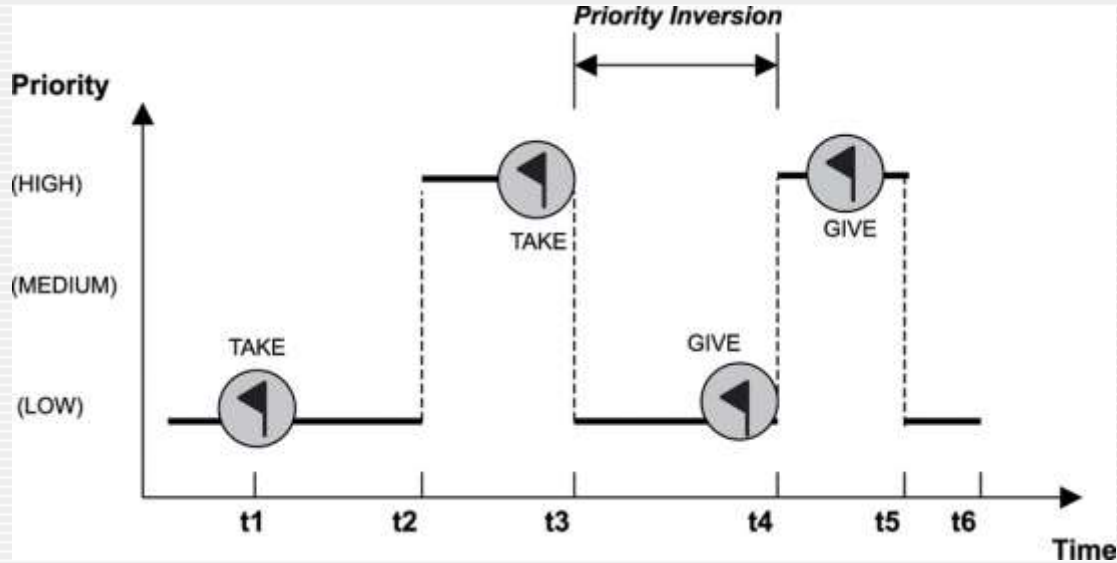 Priority Inversion
Priority
(HIGH)
TAKE
GIVE
(MEDIUM)
TAKE
GIVE
(LOW)
t1 t2 t3 t4 t5 t6
Time